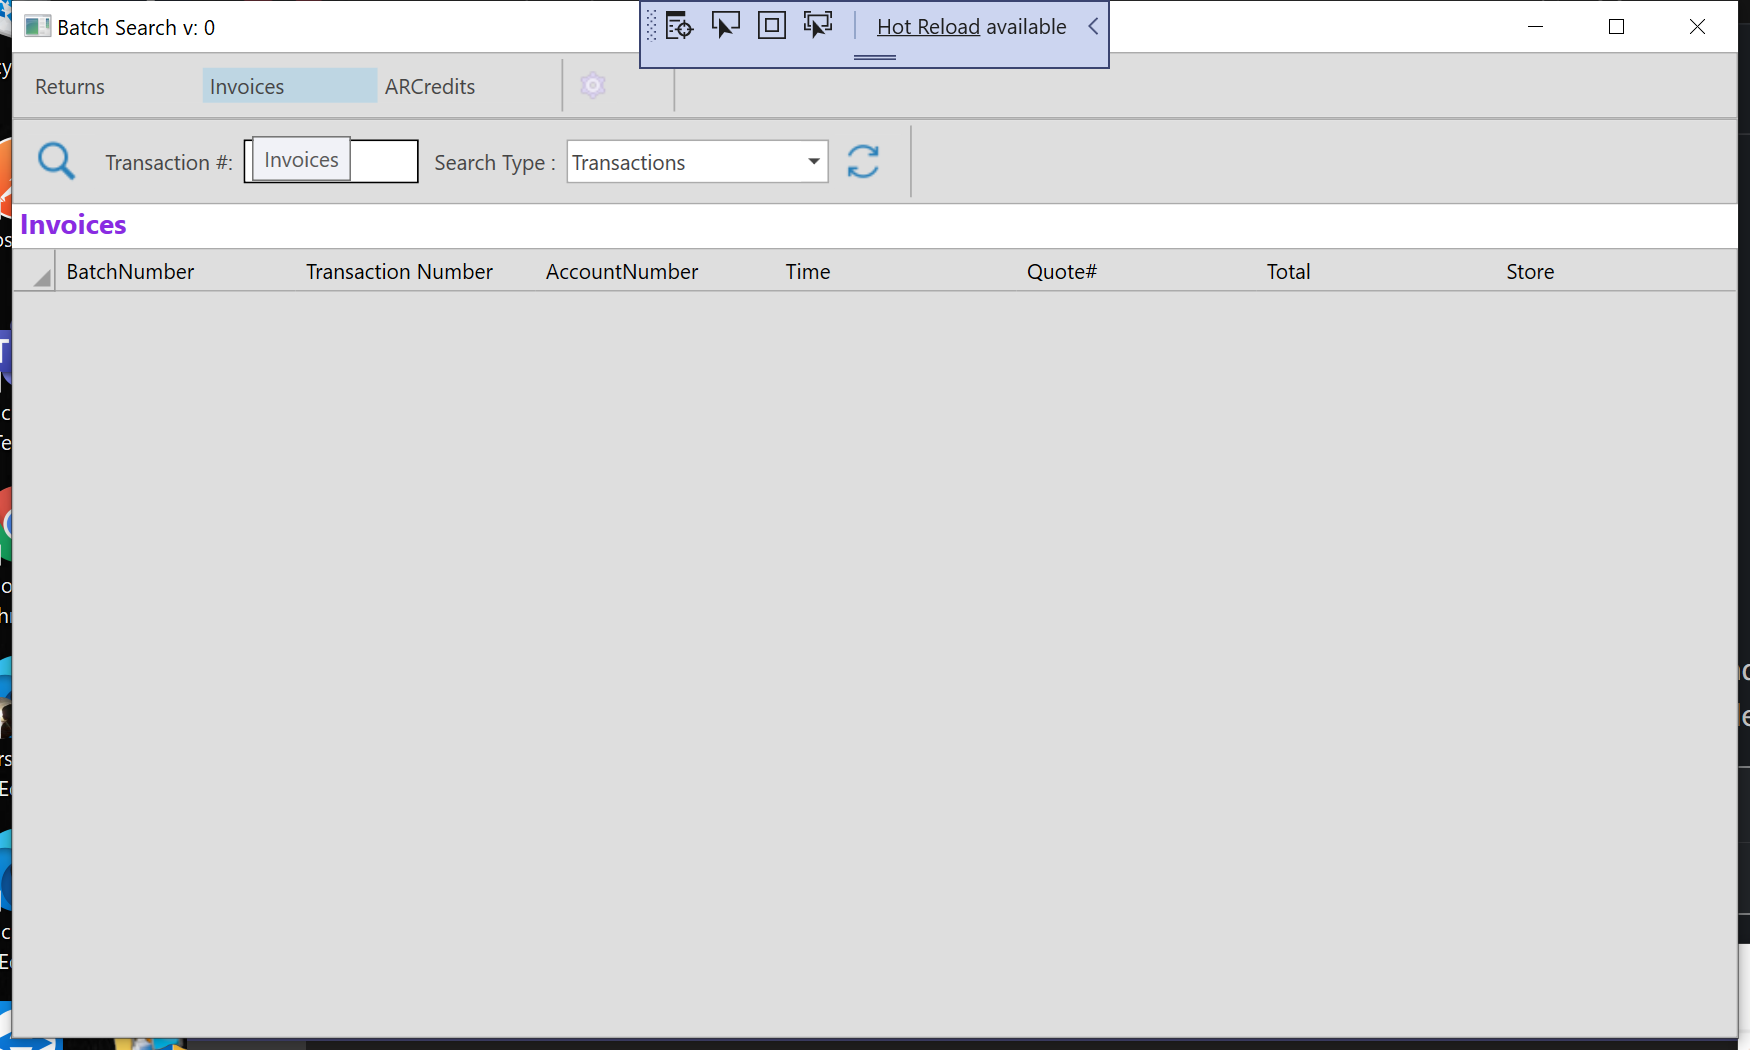 Batch Search v: 0
Hot Reload available
Returns
Invoices
ARCredits
Transaction #:
Invoices
Search Type :
Transactions
Invoices
BatchNumber
Transaction Number
AccountNumber
Time
Quote#
Total
Store